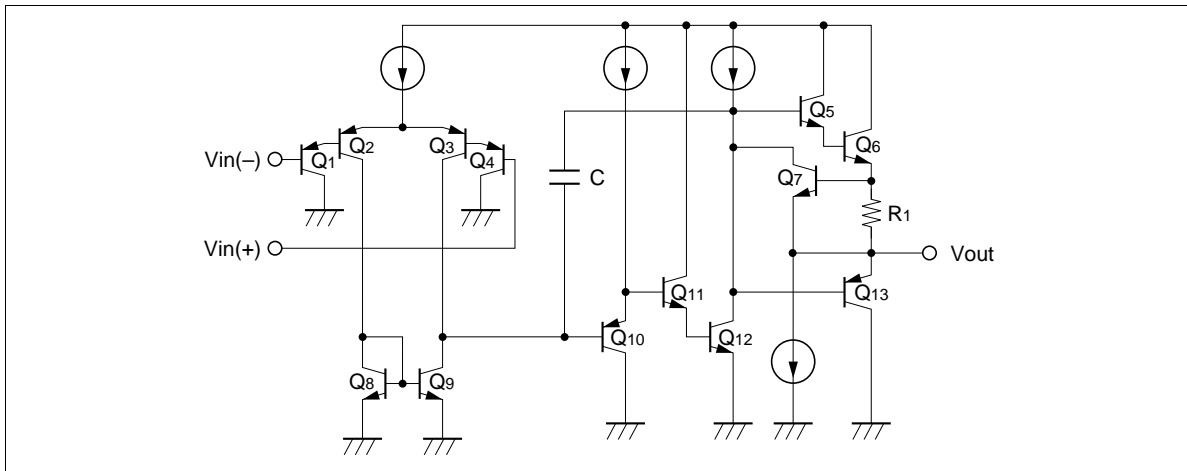 Q5
Q2
Q3
Q6
Vin(–)
Q1
Q4
Q7
C
R1
Vin(+)
Vout
Q11
Q13
Q10
Q12
Q8
Q9